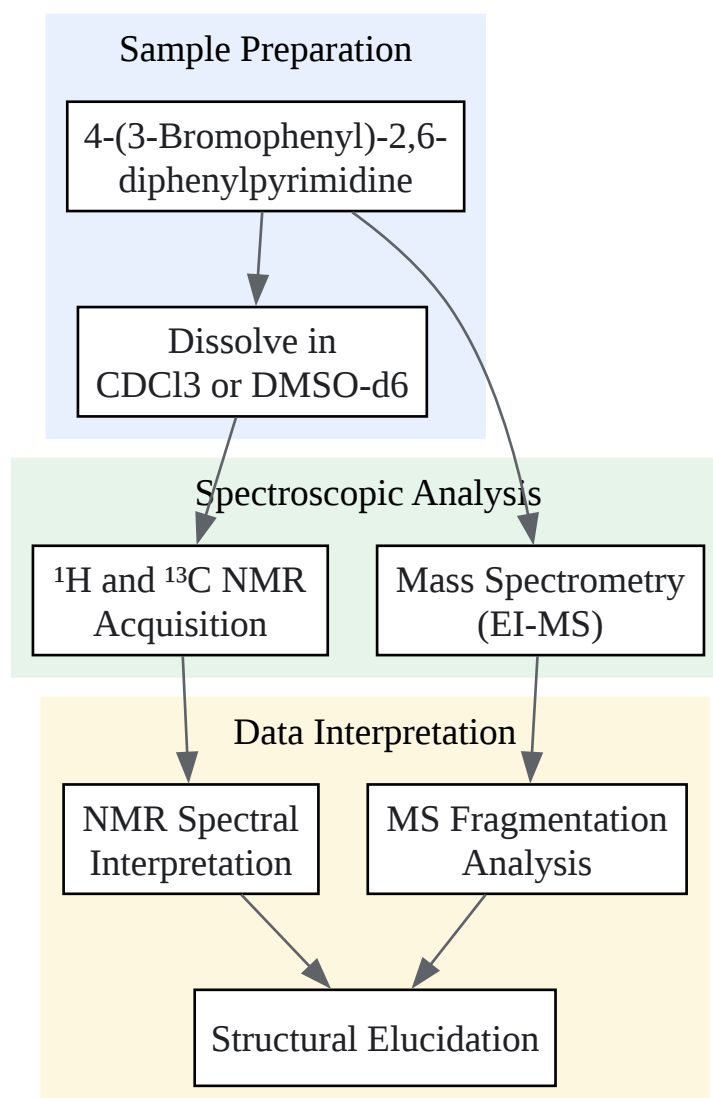 Sample Preparation
4-(3-Bromophenyl)-2,6-
diphenylpyrimidine
Dissolve in
CDCl3 or DMSO-d6
Spectroscopic Analysis
¹H and ¹³C NMR
Acquisition
Mass Spectrometry
(EI-MS)
Data Interpretation
NMR Spectral
Interpretation
MS Fragmentation
Analysis
Structural Elucidation